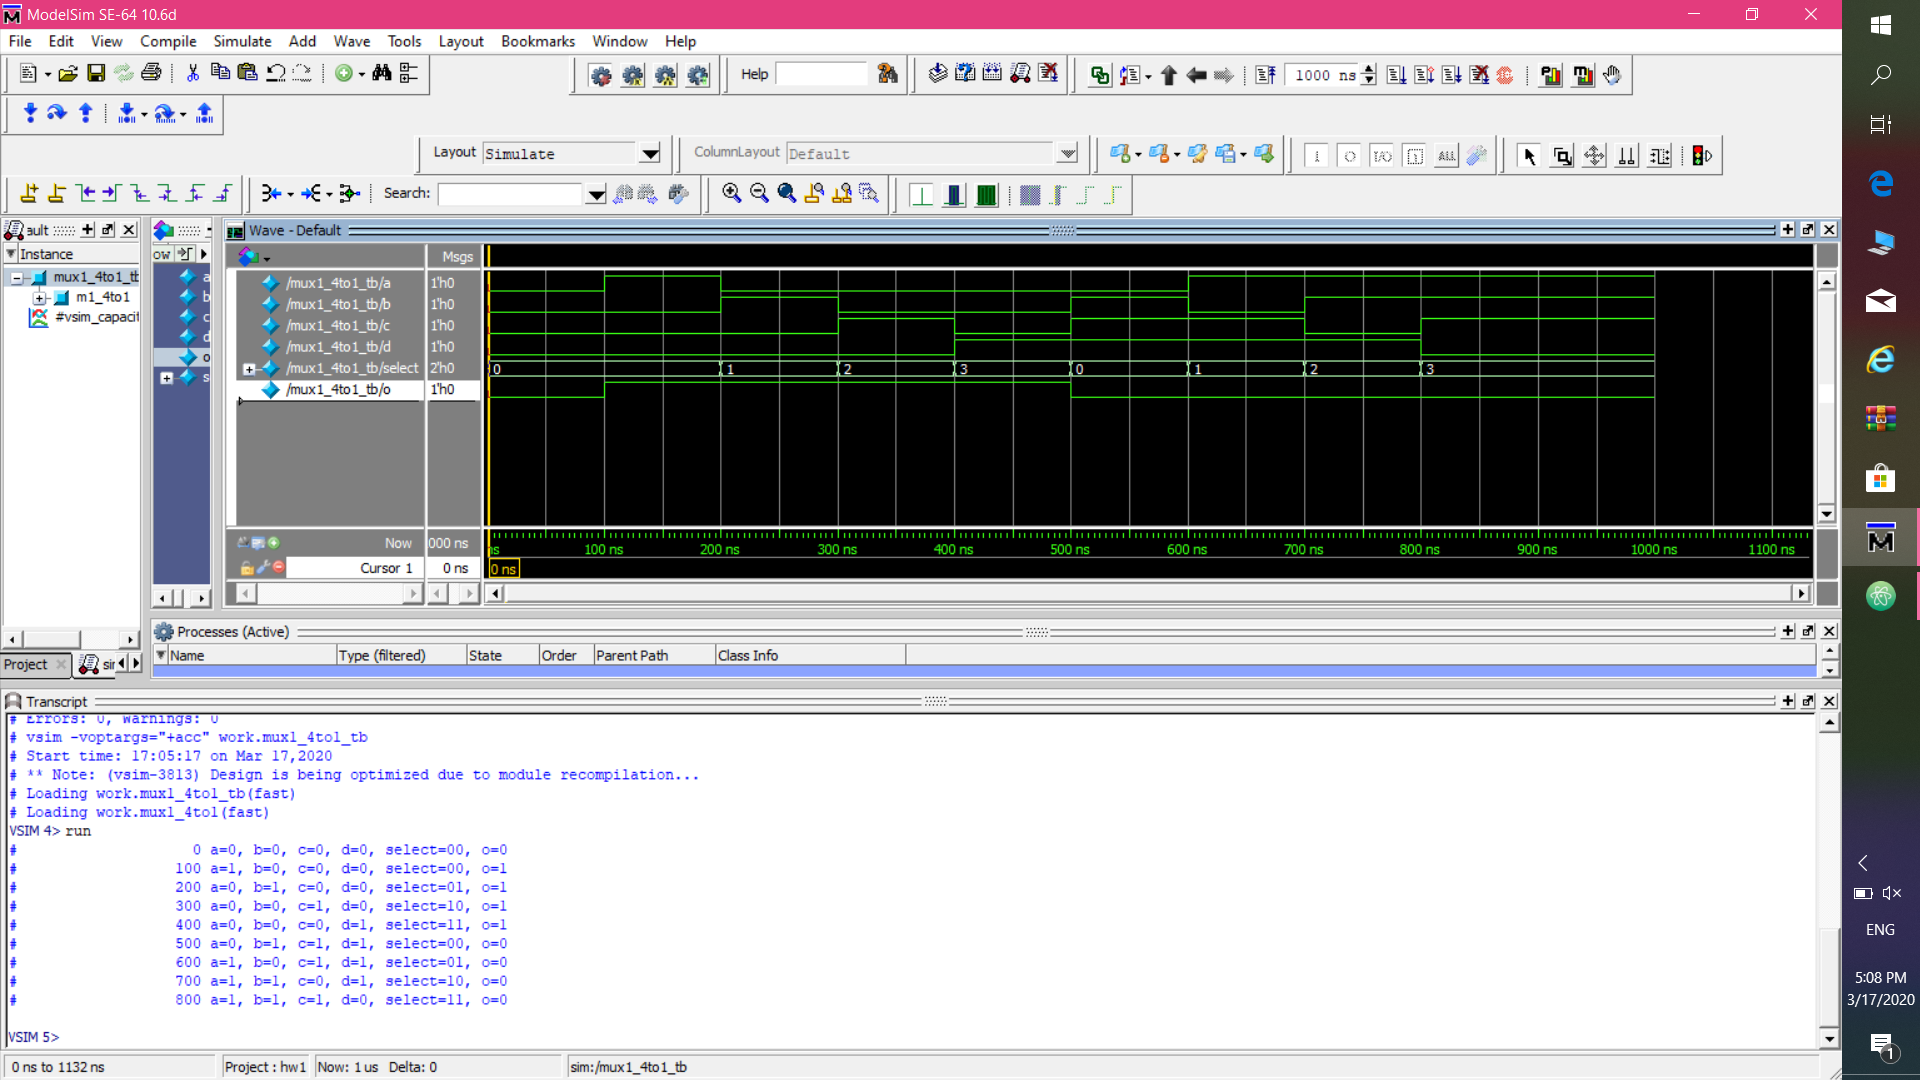 ModelSim SE-64 10.6d
File Edit View Compile Simulate Add Wave Tools Layout Bookmarks Window Help
Help
1000 ns
Layout Simulate
ColumnLayout Default
ALL
Search:
ault
Instance
mux1_4to1_tb
m1_4to1
#vsim_capacit
ow
a
b
c
d
o
s
Wave - Default
Msgs
/mux1_4to1_tb/a 1'h0
/mux1_4to1_tb/b 1'h0
/mux1_4to1_tb/c 1'h0
/mux1_4to1_tb/d 1'h0
/mux1_4to1_tb/select 2'h0 0 1 2 3 0 1 2 3
/mux1_4to1_tb/o 1'h0
Now 000 ns ns 100 ns 200 ns 300 ns 400 ns 500 ns 600 ns 700 ns 800 ns 900 ns 1000 ns 1100 ns
Cursor 1 0 ns 0 ns
Project sim
Processes (Active)
Name Type (filtered) State Order Parent Path Class Info
Transcript
# Errors: 0, Warnings: 0
# vsim -voptargs="+acc" work.mux1_4to1_tb
# Start time: 17:05:17 on Mar 17,2020
# ** Note: (vsim-3813) Design is being optimized due to module recompilation...
# Loading work.mux1_4to1_tb(fast)
# Loading work.mux1_4to1(fast)
VSIM 4> run
# 0 a=0, b=0, c=0, d=0, select=00, o=0
# 100 a=1, b=0, c=0, d=0, select=00, o=1
# 200 a=0, b=1, c=0, d=0, select=01, o=1
# 300 a=0, b=0, c=1, d=0, select=10, o=1
# 400 a=0, b=0, c=0, d=1, select=11, o=1
# 500 a=0, b=1, c=1, d=1, select=00, o=0
# 600 a=1, b=0, c=1, d=1, select=01, o=0
# 700 a=1, b=1, c=0, d=1, select=10, o=0
# 800 a=1, b=1, c=1, d=0, select=11, o=0
VSIM 5>
0 ns to 1132 ns Project : hw1 Now: 1 us Delta: 0 sim:/mux1_4to1_tb
ENG
5:08 PM
3/17/2020
1